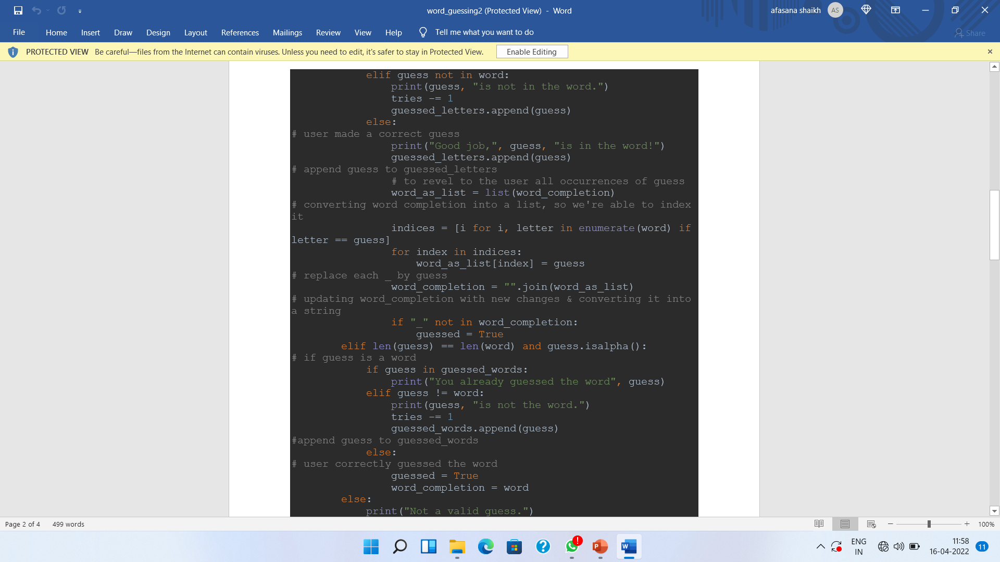 word_guessing2 (Protected View) - Word
afasana shaikh
AS
File
Home
Insert
Draw
Design
Layout
References
Mailings
Review
View
Help
Tell me what you want to do
Share
PROTECTED VIEW Be careful—files from the Internet can contain viruses. Unless you need to edit, it's safer to stay in Protected View.
Enable Editing
elif guess not in word:
print(guess, "is not in the word.")
tries -= 1
guessed_letters.append(guess)
else:
# user made a correct guess
print("Good job,", guess, "is in the word!")
guessed_letters.append(guess)
# append guess to guessed_letters
# to revel to the user all occurrences of guess
word_as_list = list(word_completion)
# converting word completion into a list, so we're able to index
it
indices = [i for i, letter in enumerate(word) if
letter == guess]
for index in indices:
word_as_list[index] = guess
# replace each _ by guess
word_completion = "".join(word_as_list)
# updating word_completion with new changes & converting it into
a string
if "_" not in word_completion:
guessed = True
elif len(guess) == len(word) and guess.isalpha():
# if guess is a word
if guess in guessed_words:
print("You already guessed the word", guess)
elif guess != word:
print(guess, "is not the word.")
tries -= 1
guessed_words.append(guess)
#append guess to guessed_words
else:
# user correctly guessed the word
guessed = True
word_completion = word
else:
print("Not a valid guess.")
Page 2 of 4
499 words
100%
ENG
IN
11:58
16-04-2022
11